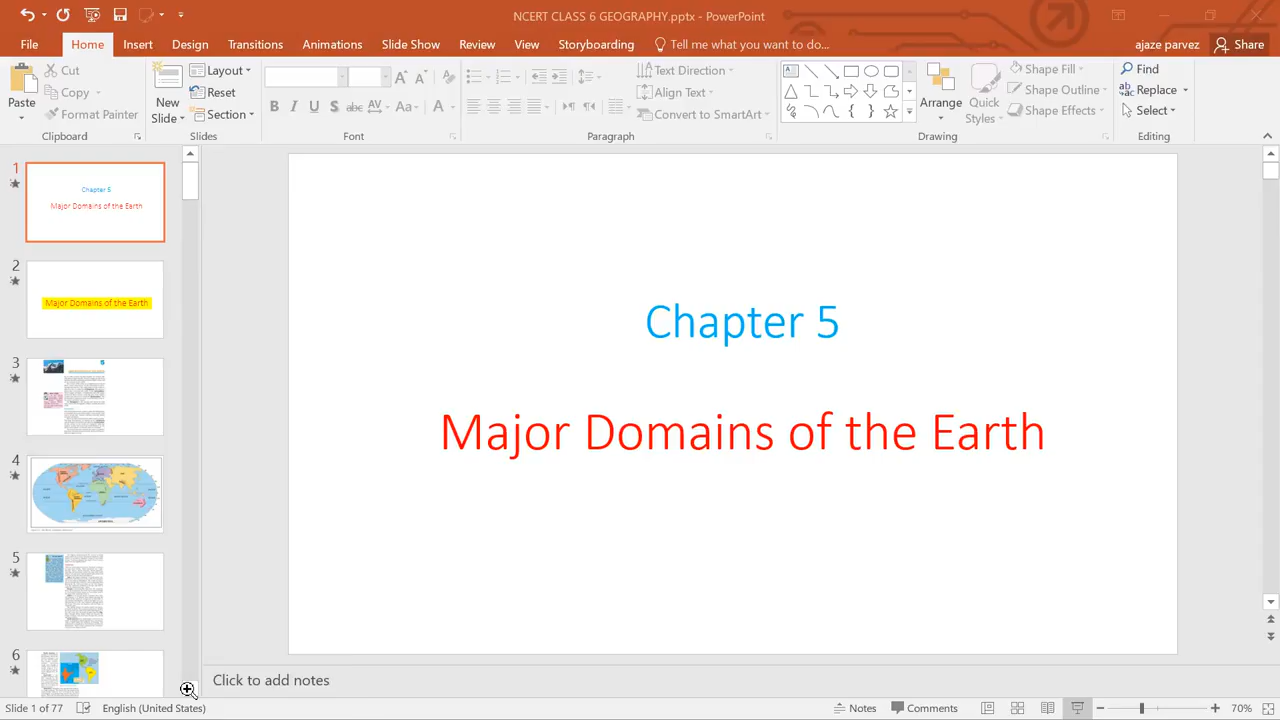 NCERT CLASS 6 GEOGRAPHY.pptx - PowerPoint
File Home Insert Design Transitions Animations Slide Show Review View Storyboarding Tell me what you want to do... ajaze parvez Share
Paste
Cut
Copy
Format Painter
Clipboard
New Slide
Layout
Reset
Section
Slides
B I U S abc AV Aa A
Font
Text Direction
Align Text
Convert to SmartArt
Paragraph
Arrange
Quick Styles
Shape Fill
Shape Outline
Shape Effects
Drawing
Find
Replace
Select
Editing
1
Chapter 5
Major Domains of the Earth
2
Major Domains of the Earth
3
4
5
6
Chapter 5
Major Domains of the Earth
Click to add notes
Slide 1 of 77 English (United States) Notes Comments 70%